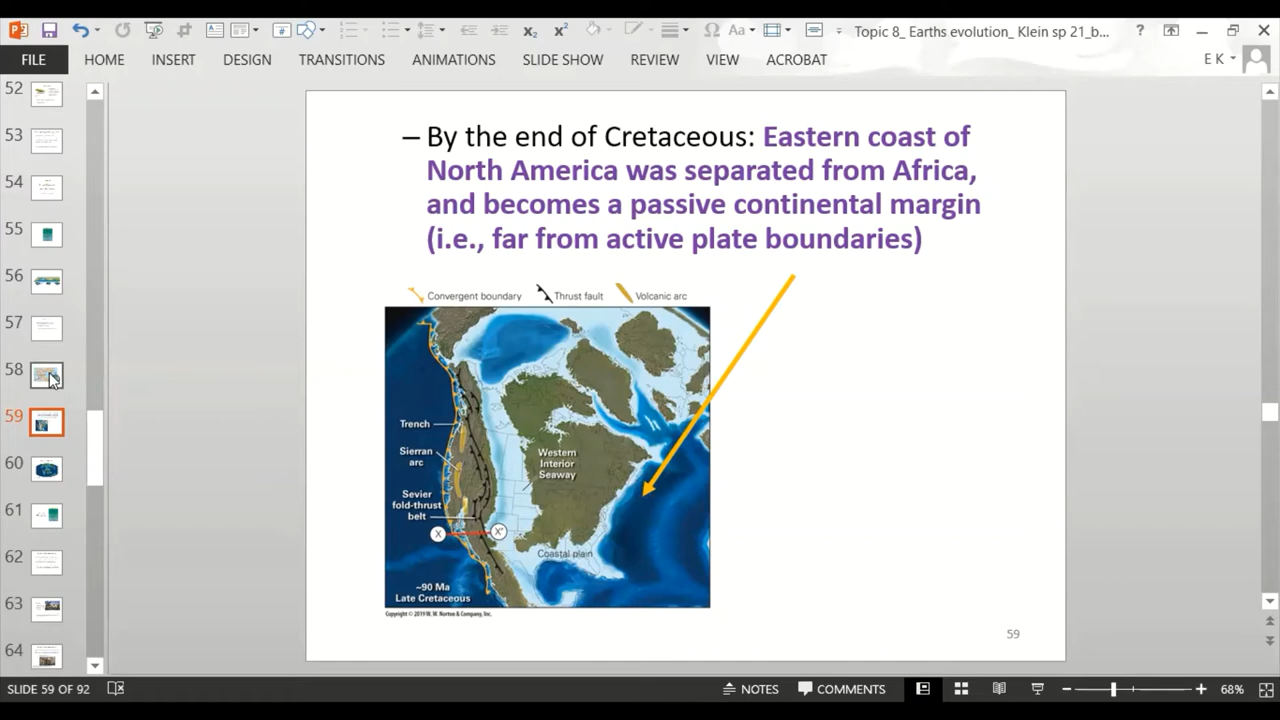 Topic 8_ Earths evolution_ Klein sp 21_b...
FILE HOME INSERT DESIGN TRANSITIONS ANIMATIONS SLIDE SHOW REVIEW VIEW ACROBAT E K
52
53
54
55
56
57
58
59
60
61
62
63
64
– By the end of Cretaceous: Eastern coast of
North America was separated from Africa,
and becomes a passive continental margin
(i.e., far from active plate boundaries)
Convergent boundary Thrust fault Volcanic arc
Trench
Sierran
arc
Western
Interior
Seaway
Sevier
fold-thrust
belt
X X'
Coastal plain
~90 Ma
Late Cretaceous
Copyright © 2019 W. W. Norton & Company, Inc.
59
SLIDE 59 OF 92 NOTES COMMENTS 68%